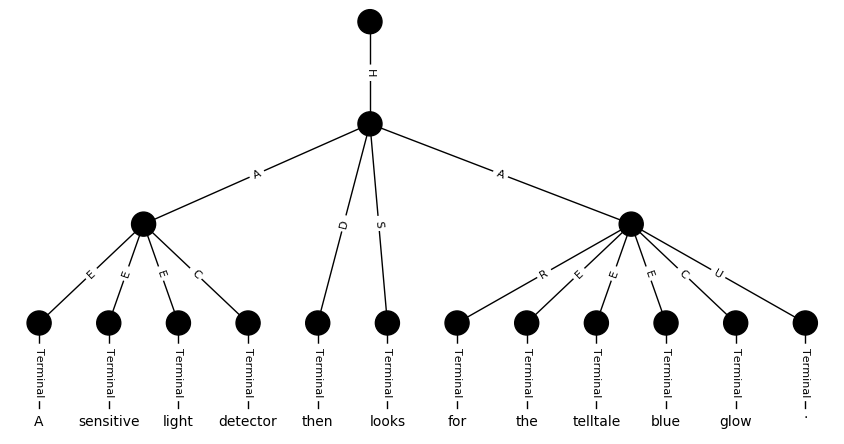 H
A D S A
E E E C R E E E C U
Terminal Terminal Terminal Terminal Terminal Terminal Terminal Terminal Terminal Terminal Terminal Terminal
A sensitive light detector then looks for the telltale blue glow .